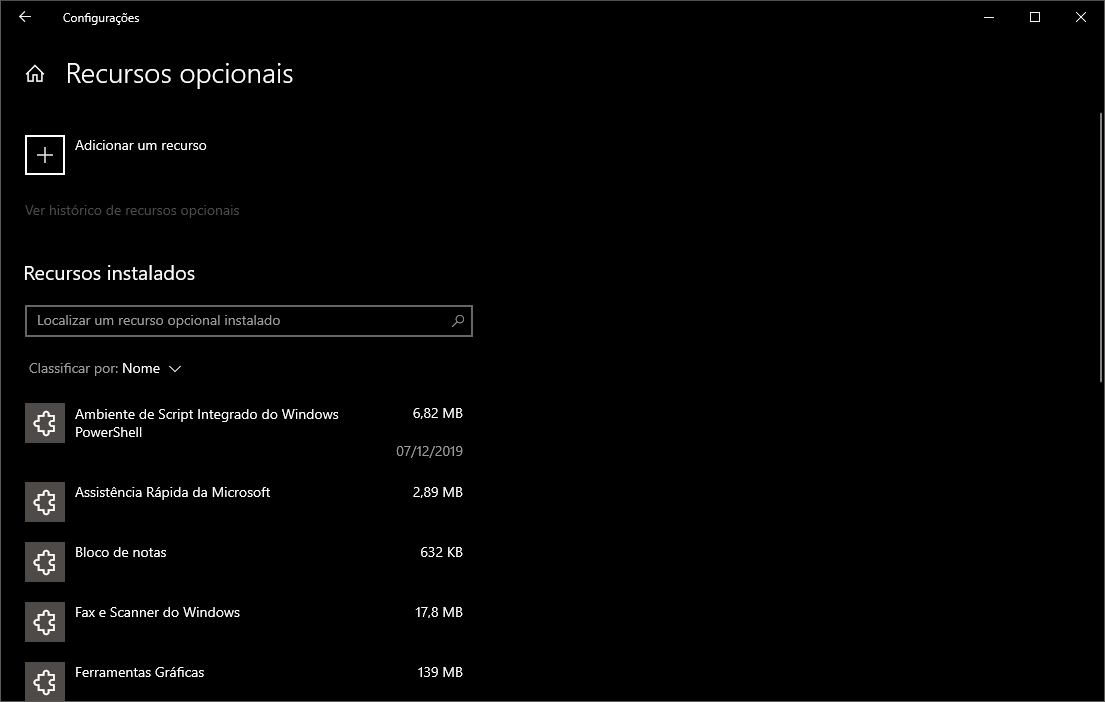 Configurações
Recursos opcionais
Adicionar um recurso
Ver histórico de recursos opcionais
Recursos instalados
Localizar um recurso opcional instalado
Classificar por: Nome
Ambiente de Script Integrado do Windows 6,82 MB
PowerShell
07/12/2019
Assistência Rápida da Microsoft 2,89 MB
Bloco de notas 632 KB
Fax e Scanner do Windows 17,8 MB
Ferramentas Gráficas 139 MB